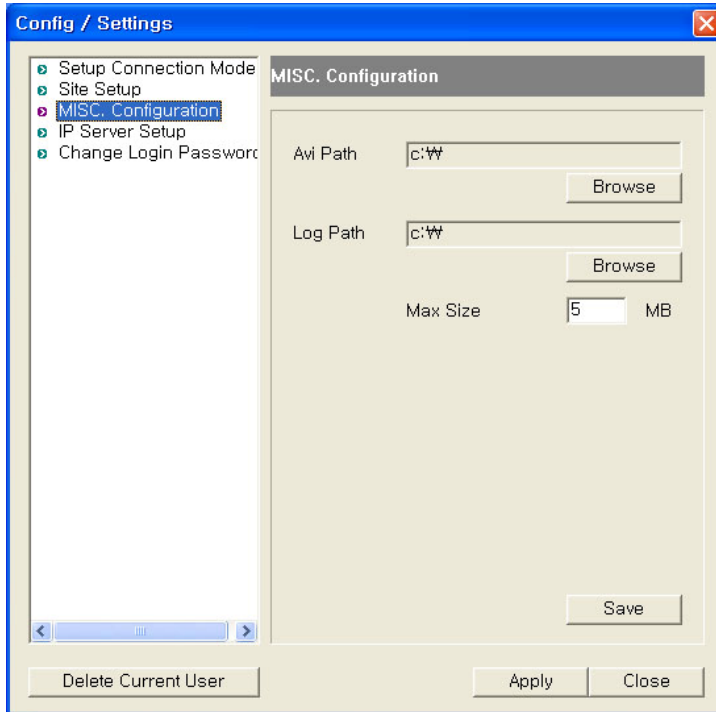 Config / Settings
Setup Connection Mode
Site Setup
MISC. Configuration
IP Server Setup
Change Login Password
MISC. Configuration
Avi Path
c:₩
Browse
Log Path
c:₩
Browse
Max Size
5
MB
Save
Delete Current User
Apply
Close